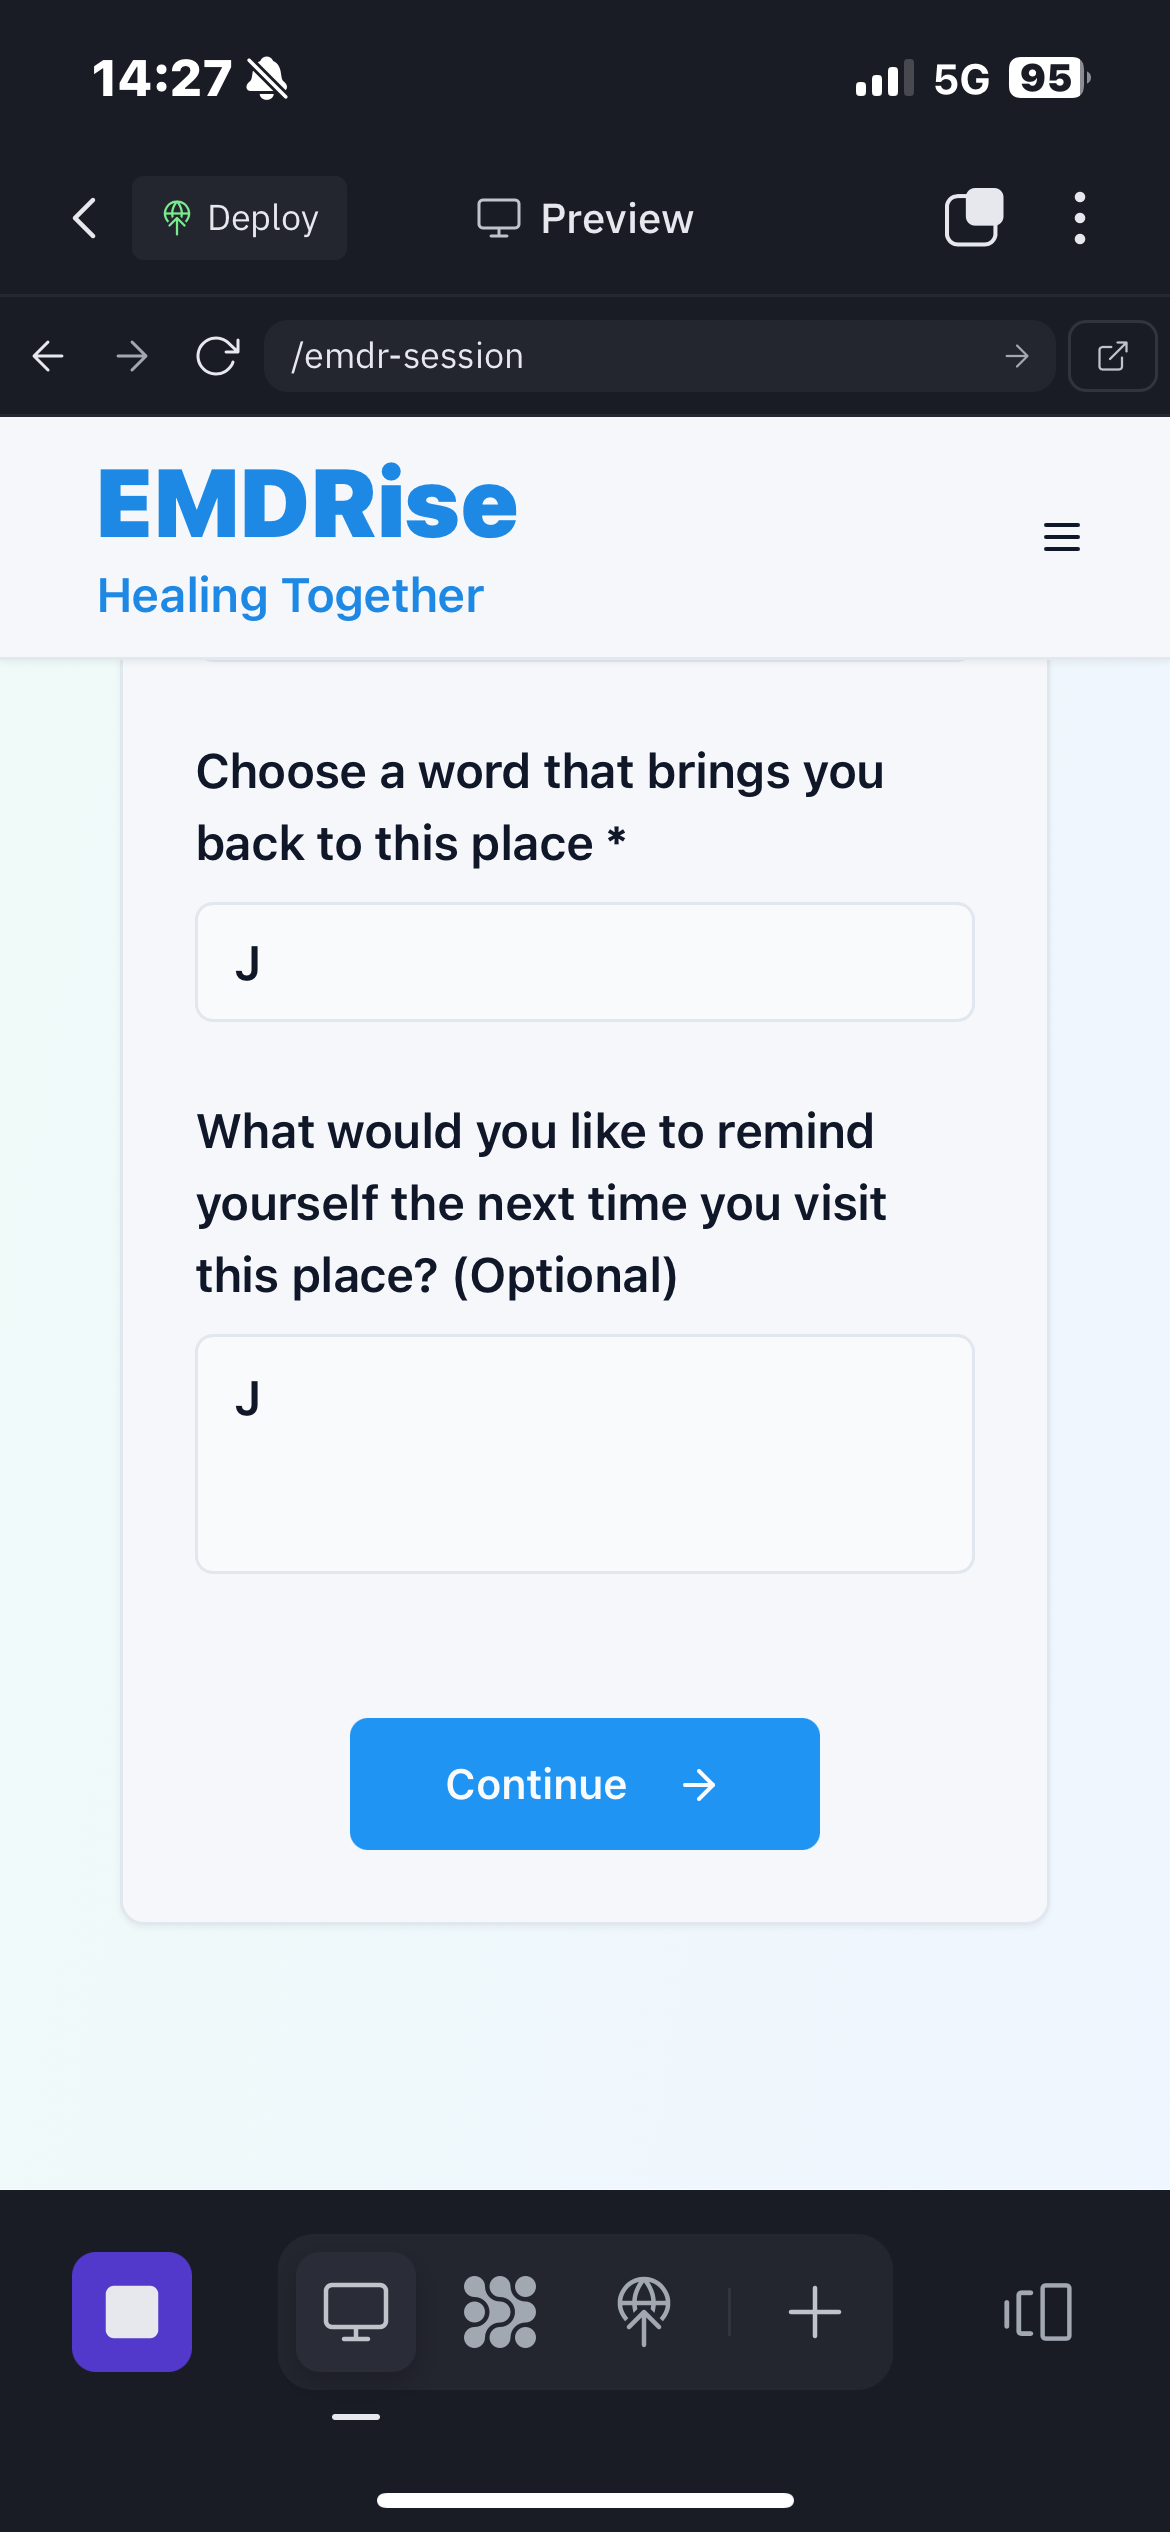 14:27
5G
95
Deploy
Preview
/emdr-session
EMDRise
Healing Together
Choose a word that brings you
back to this place *
J
What would you like to remind
yourself the next time you visit
this place? (Optional)
J
Continue